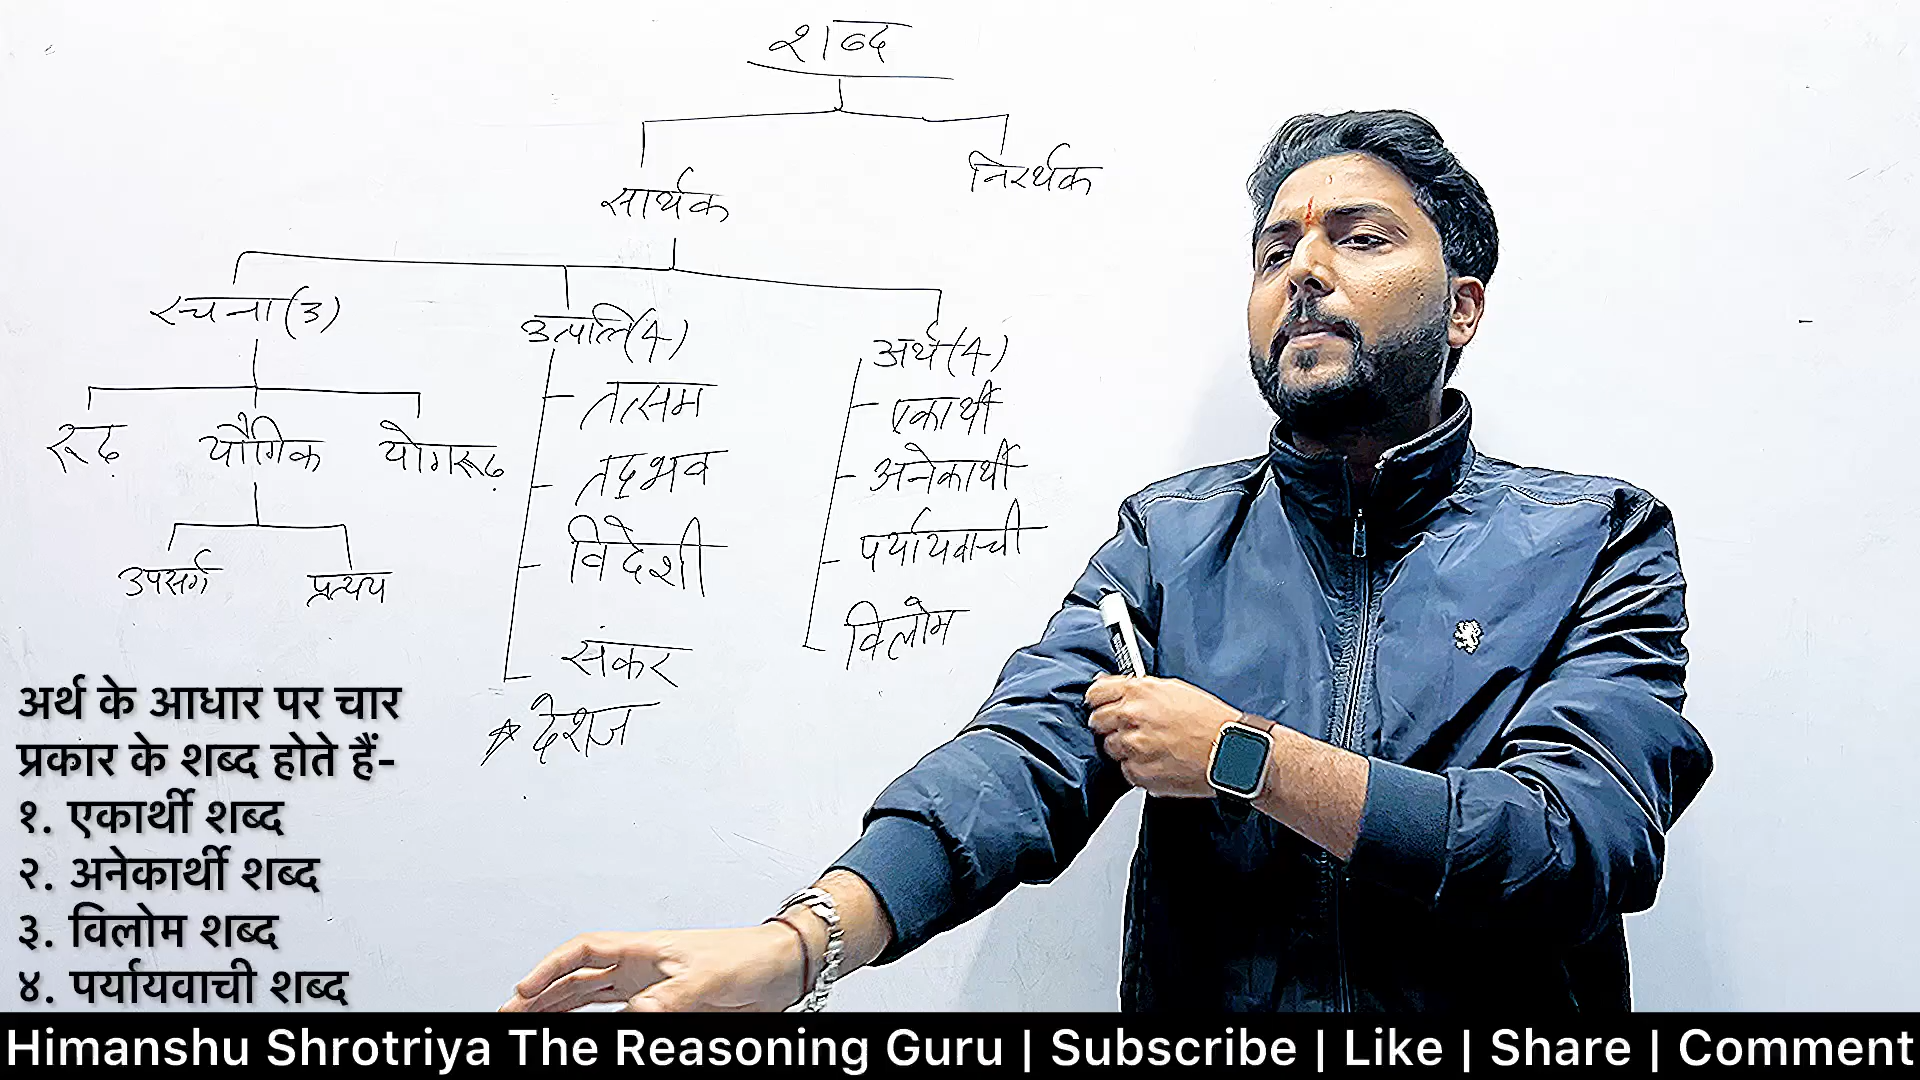 शब्द
सार्थक
निरर्थक
रचना(3)
उत्पत्ति(4)
अर्थ(4)
रूढ़
यौगिक
योगरूढ़
उपसर्ग
प्रत्यय
तत्सम
तद्भव
विदेशी
संकर
* देशज
एकार्थी
अनेकार्थी
पर्यायवाची
विलोम
अर्थ के आधार पर चार
प्रकार के शब्द होते हैं-
१. एकार्थी शब्द
२. अनेकार्थी शब्द
३. विलोम शब्द
४. पर्यायवाची शब्द
Himanshu Shrotriya The Reasoning Guru | Subscribe | Like | Share | Comment